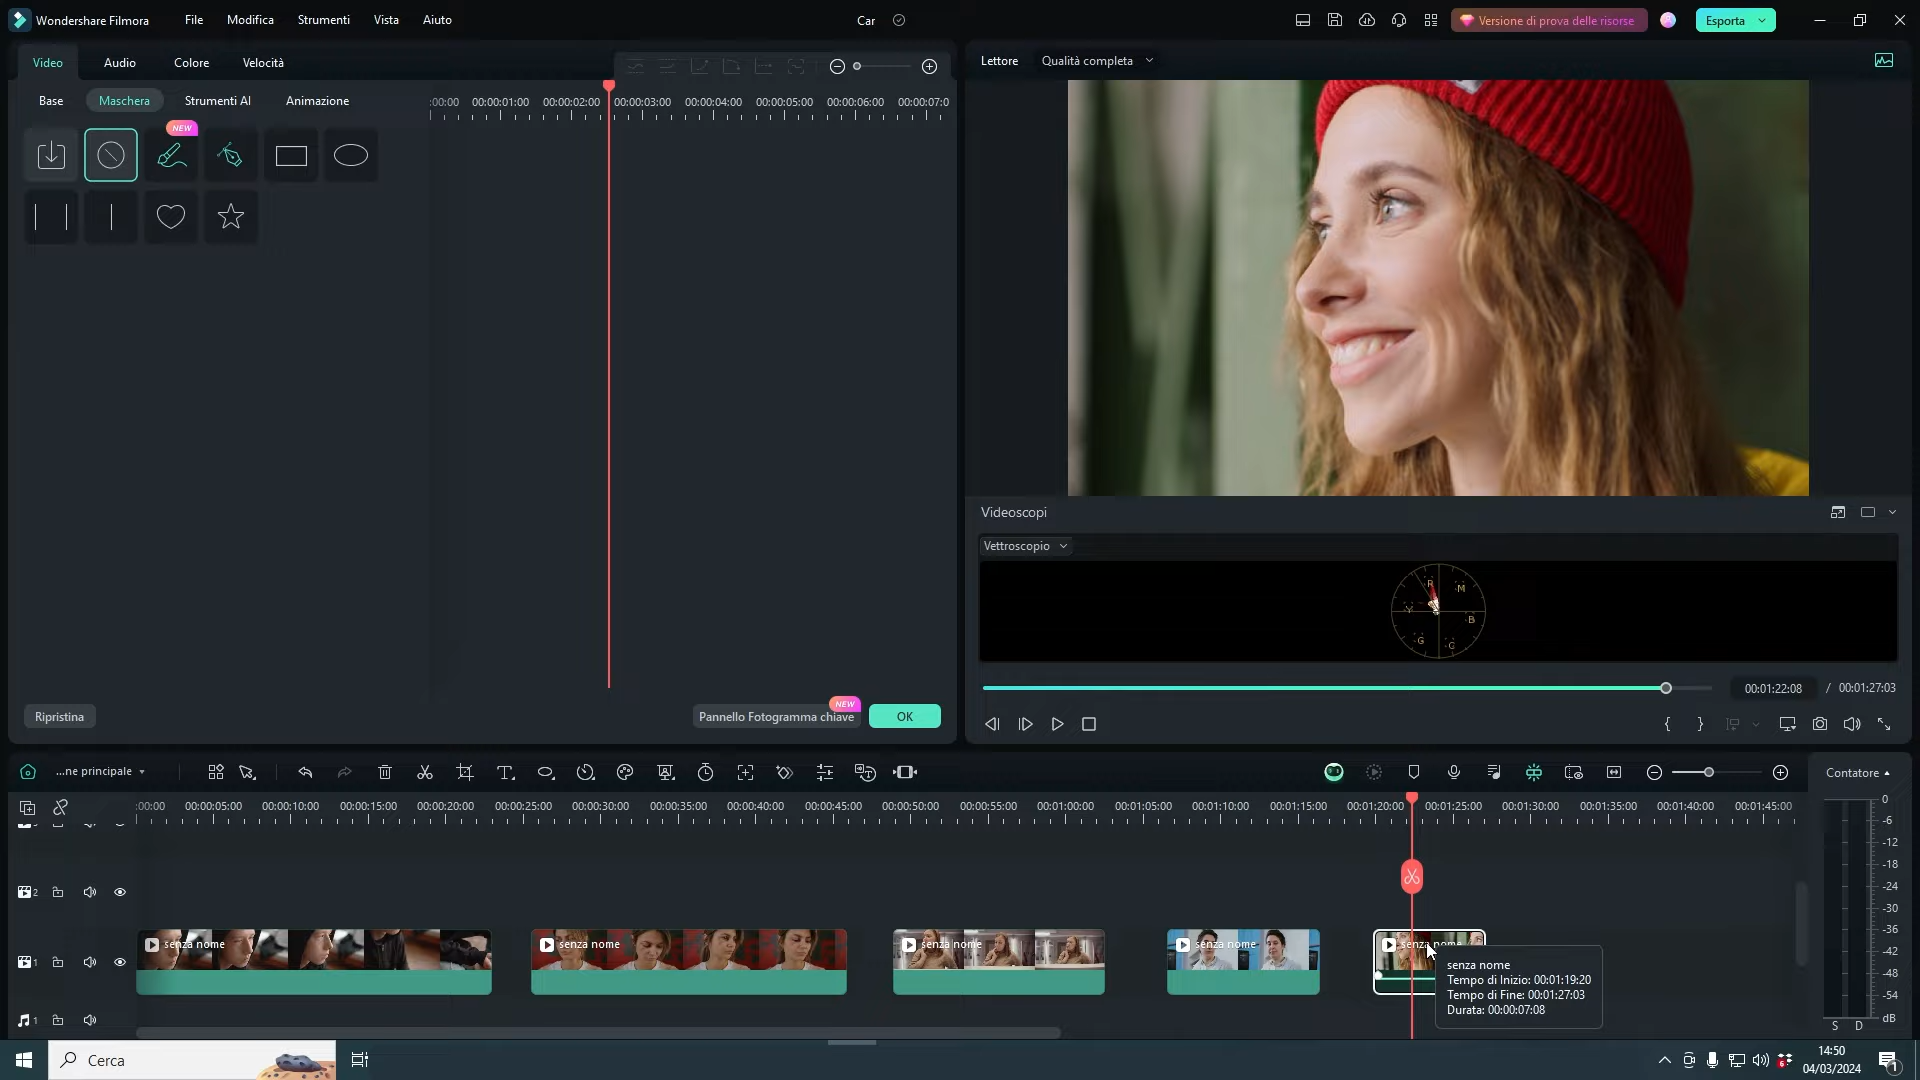 Wondershare Filmora File Modifica Strumenti Vista Aiuto Car Versione di prova delle risorse Esporta
Video Audio Colore Velocità
Lettore Qualità completa
Base Maschera Strumenti AI Animazione
:00:00 00:00:01:00 00:00:02:00 00:00:03:00 00:00:04:00 00:00:05:00 00:00:06:00 00:00:07:0
NEW
Videoscopi
Vettroscopio
R M
Y B
G C
Ripristina
NEW
Pannello Fotogramma chiave OK
00:01:22:08 / 00:01:27:03
...ne principale
Contatore
:00:00 00:00:05:00 00:00:10:00 00:00:15:00 00:00:20:00 00:00:25:00 00:00:30:00 00:00:35:00 00:00:40:00 00:00:45:00 00:00:50:00 00:00:55:00 00:01:00:00 00:01:05:00 00:01:10:00 00:01:15:00 00:01:20:00 00:01:25:00 00:01:30:00 00:01:35:00 00:01:40:00 00:01:45:00
2
1
senza nome
senza nome
senza nome
senza nome
senza nome
senza nome
Tempo di Inizio: 00:01:19:20
Tempo di Fine: 00:01:27:03
Durata: 00:00:07:08
1
0
-6
-12
-18
-24
-30
-36
-42
-48
-54
dB
S D
Cerca
6
14:50
04/03/2024
1